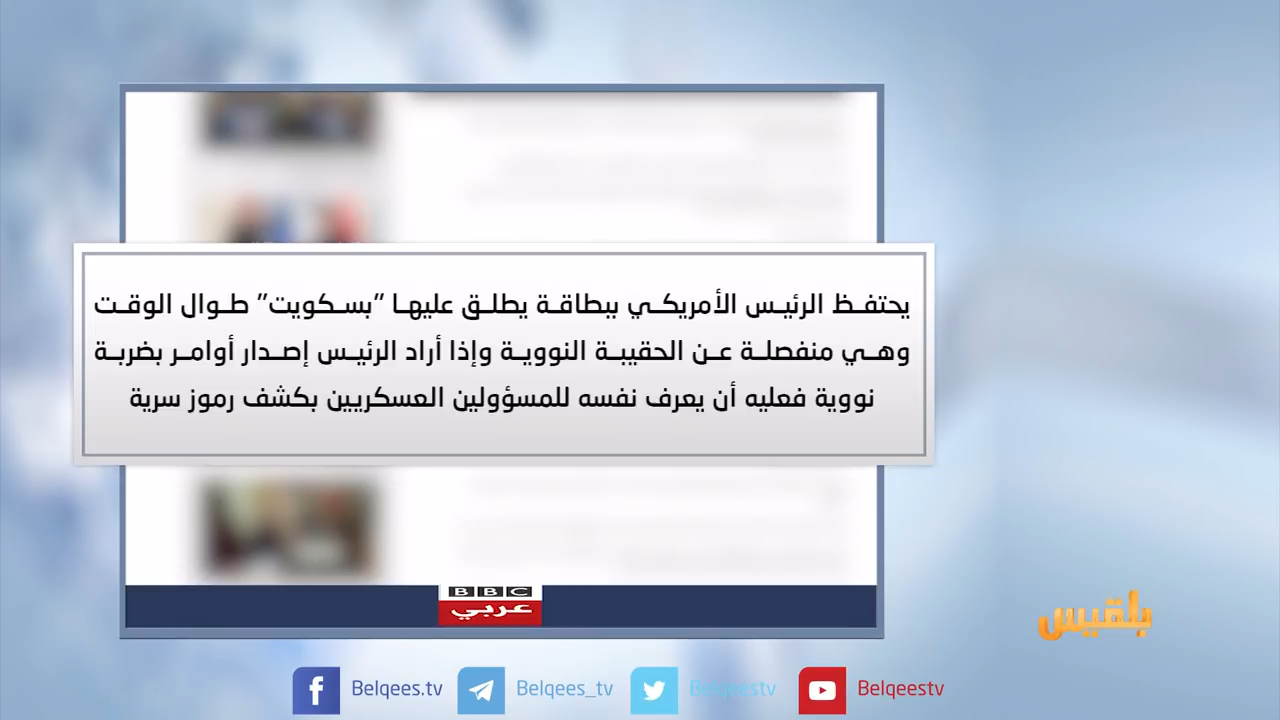 يحتفظ الرئيس الأمريكي ببطاقة يطلق عليها "بسكويت" طوال الوقت
وهي منفصلة عن الحقيبة النووية وإذا أراد الرئيس إصدار أوامر بضربة
نووية فعليه أن يعرف نفسه للمسؤولين العسكريين بكشف رموز سرية
BBC
عربي
بلقيس
Belqees.tv
Belqees_tv
Belqeestv
Belqeestv